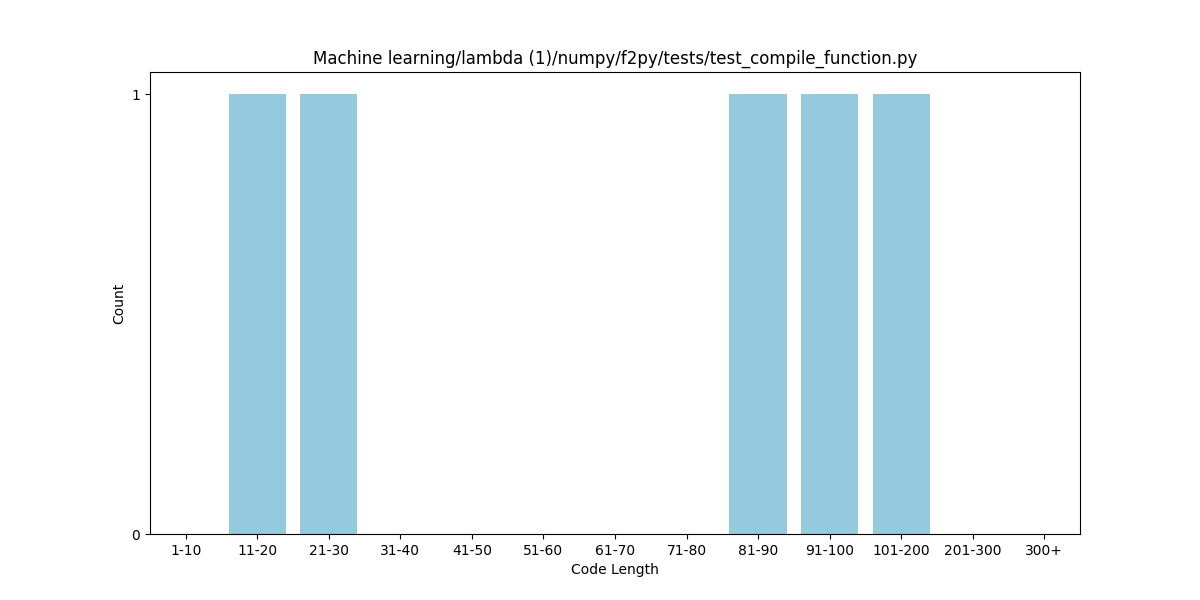 Machine learning/lambda (1)/numpy/f2py/tests/test_compile_function.py
1
Count
0
1-10 11-20 21-30 31-40 41-50 51-60 61-70 71-80 81-90 91-100 101-200 201-300 300+
Code Length